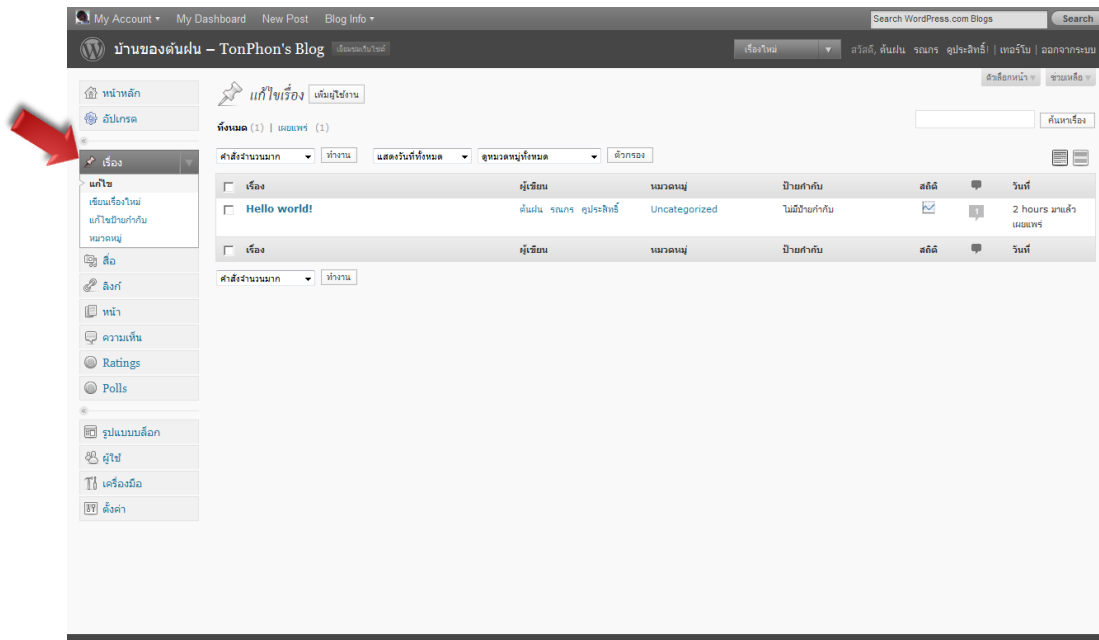 My Account ▾ My Dashboard New Post Blog Info ▾ Search WordPress.com Blogs Search
บ้านของต้นฝน – TonPhon's Blog เยี่ยมชมเว็บไซต์ เรื่องใหม่ สวัสดี, ต้นฝน รณกร คูประสิทธิ์! | เทอร์โบ | ออกจากระบบ
ตัวเลือกหน้า ช่วยเหลือ
หน้าหลัก
อัปเกรด
เรื่อง
แก้ไข
เขียนเรื่องใหม่
แก้ไขป้ายกำกับ
หมวดหมู่
สื่อ
ลิงก์
หน้า
ความเห็น
Ratings
Polls
รูปแบบบล็อก
ผู้ใช้
เครื่องมือ
ตั้งค่า
แก้ไขเรื่อง เพิ่มผู้ใช้งาน
ทั้งหมด (1) | เผยแพร่ (1) ค้นหาเรื่อง
คำสั่งจำนวนมาก ทำงาน แสดงวันที่ทั้งหมด ดูหมวดหมู่ทั้งหมด ตัวกรอง
เรื่อง ผู้เขียน หมวดหมู่ ป้ายกำกับ สถิติ วันที่
Hello world! ต้นฝน รณกร คูประสิทธิ์ Uncategorized ไม่มีป้ายกำกับ 1 2 hours มาแล้ว
เผยแพร่
เรื่อง ผู้เขียน หมวดหมู่ ป้ายกำกับ สถิติ วันที่
คำสั่งจำนวนมาก ทำงาน